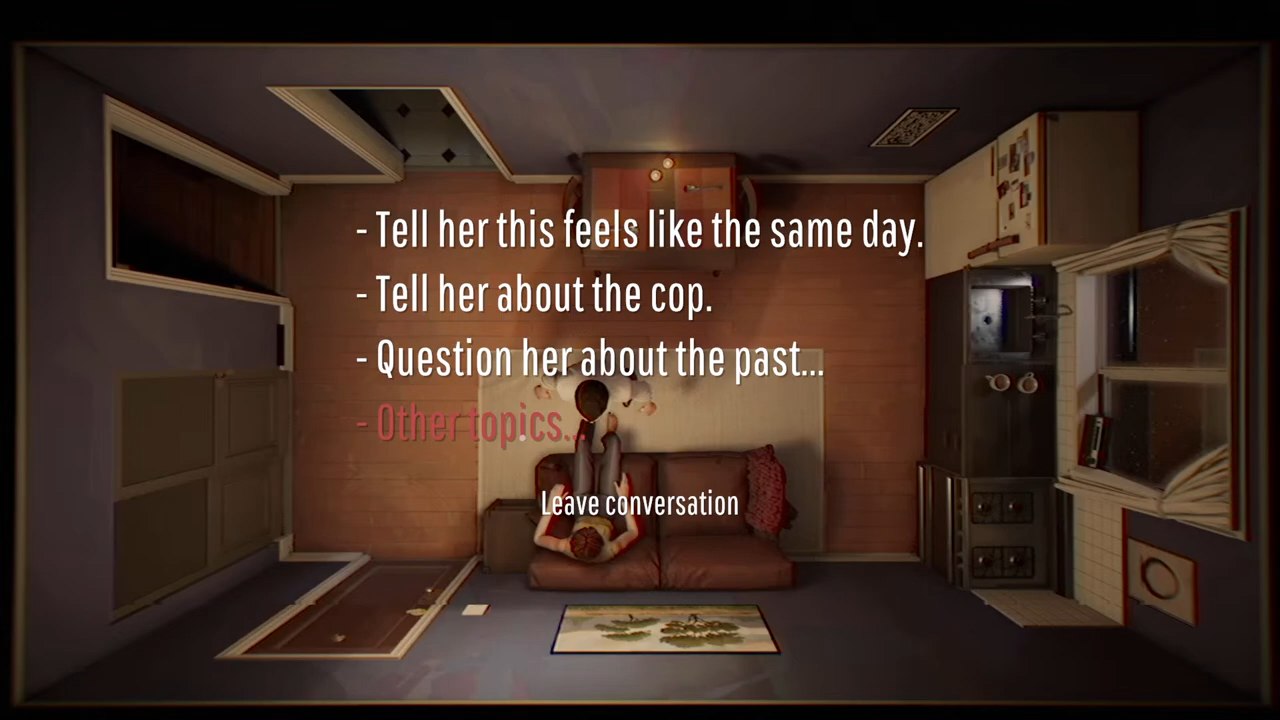 - Tell her this feels like the same day.
- Tell her about the cop.
- Question her about the past...
- Other topics...
Leave conversation